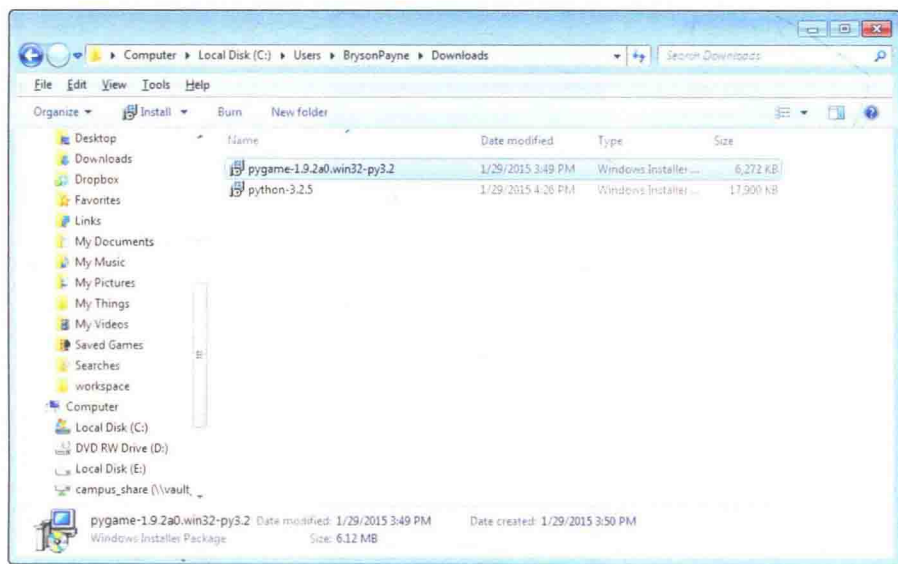 Computer ▸ Local Disk (C:) ▸ Users ▸ BrysonPayne ▸ Downloads Search Downloads
File Edit View Tools Help
Organize Install Burn New folder
Name Date modified Type Size
Desktop
Downloads
Dropbox
Favorites
Links
My Documents
My Music
My Pictures
My Things
My Videos
Saved Games
Searches
workspace
Computer
Local Disk (C:)
DVD RW Drive (D:)
Local Disk (E:)
campus_share (\\vault_
pygame-1.9.2a0.win32-py3.2 1/29/2015 3:49 PM Windows Installer ... 6,272 KB
python-3.2.5 1/29/2015 4:26 PM Windows Installer ... 17,900 KB
pygame-1.9.2a0.win32-py3.2 Date modified: 1/29/2015 3:49 PM Date created: 1/29/2015 3:50 PM
Windows Installer Package Size: 6.12 MB